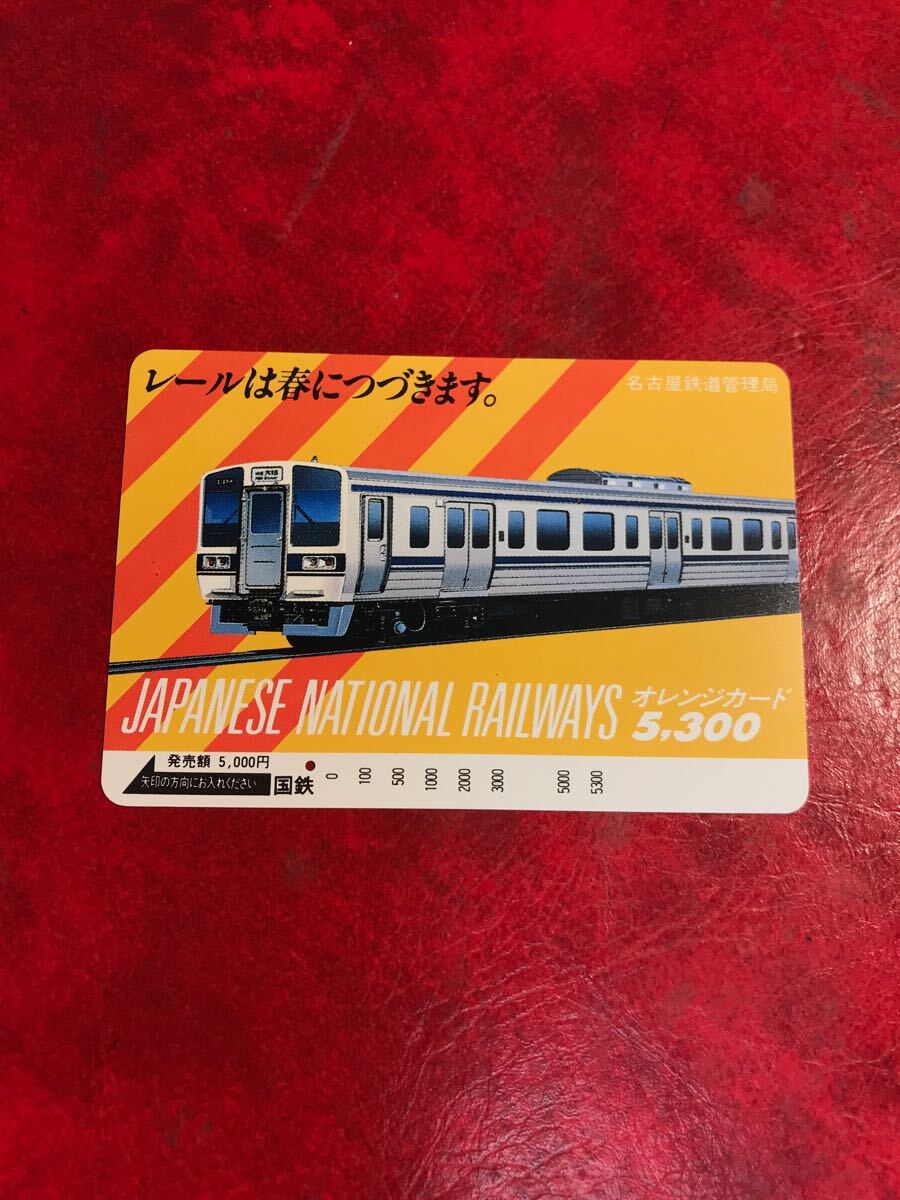 レールは春につづきます。
名古屋鉄道管理局
JAPANESE NATIONAL RAILWAYS
オレンジカード
5,300
発売額 5,000円
矢印の方向にお入れください
国鉄
0 100 500 1000 2000 3000 5000 5300